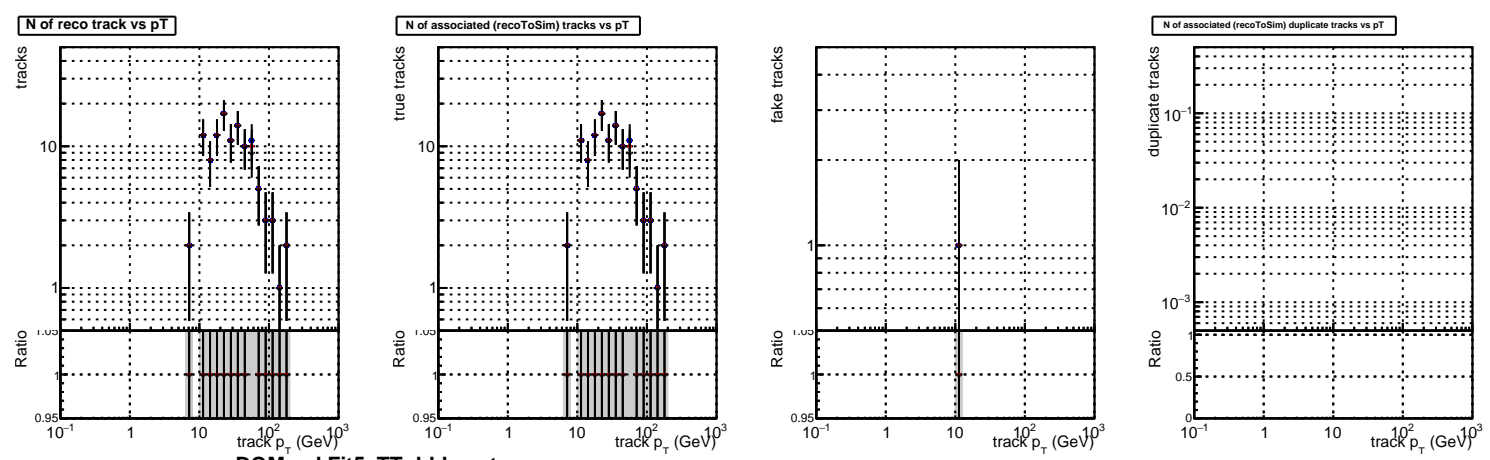 N of reco track vs pT
tracks
10
1
1.05
Ratio
1
0.95
10⁻¹ 1 10 10² 10³
track p_T (GeV)
N of associated (recoToSim) tracks vs pT
true tracks
10
1
1.05
Ratio
1
0.95
10⁻¹ 1 10 10² 10³
track p_T (GeV)
fake tracks
1
1.05
Ratio
1
0.95
10⁻¹ 1 10 10² 10³
track p_T (GeV)
N of associated (recoToSim) duplicate tracks vs pT
duplicate tracks
10⁻¹
10⁻²
10⁻³
1
Ratio
0.5
0
10⁻¹ 1 10 10² 10³
track p_T (GeV)